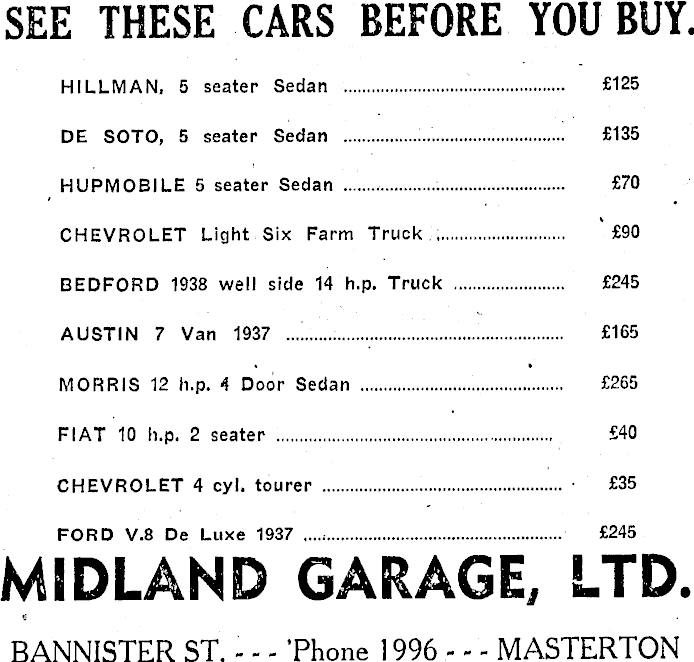 SEE THESE CARS BEFORE YOU BUY.
HILLMAN, 5 seater Sedan ................................................ £125
DE SOTO, 5 seater Sedan ................................................ £135
HUPMOBILE 5 seater Sedan ................................................ £70
CHEVROLET Light Six Farm Truck ............................ £90
BEDFORD 1938 well side 14 h.p. Truck ........................ £245
AUSTIN 7 Van 1937 ............................................................ £165
MORRIS 12 h.p. 4 Door Sedan ............................................ £265
FIAT 10 h.p. 2 seater ............................................................ £40
CHEVROLET 4 cyl. tourer .................................................... £35
FORD V.8 De Luxe 1937 ........................................................ £245
MIDLAND GARAGE, LTD.
BANNISTER ST. - - - 'Phone 1996 - - - MASTERTON